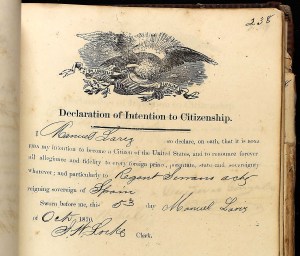 238
Declaration of Intention to Citizenship.
I Manuel Lanz do declare, on oath, that it is bona
fide my intention to become a Citizen of the United States, and to renounce forever
all allegiance and fidelity to every foreign prince, potentate, state and sovereignty
whatever; and particularly to Regent
reigning sovereign of Spain
Sworn before me, this day Manuel Lanz
of Oct, 1870,
Locke Clerk.